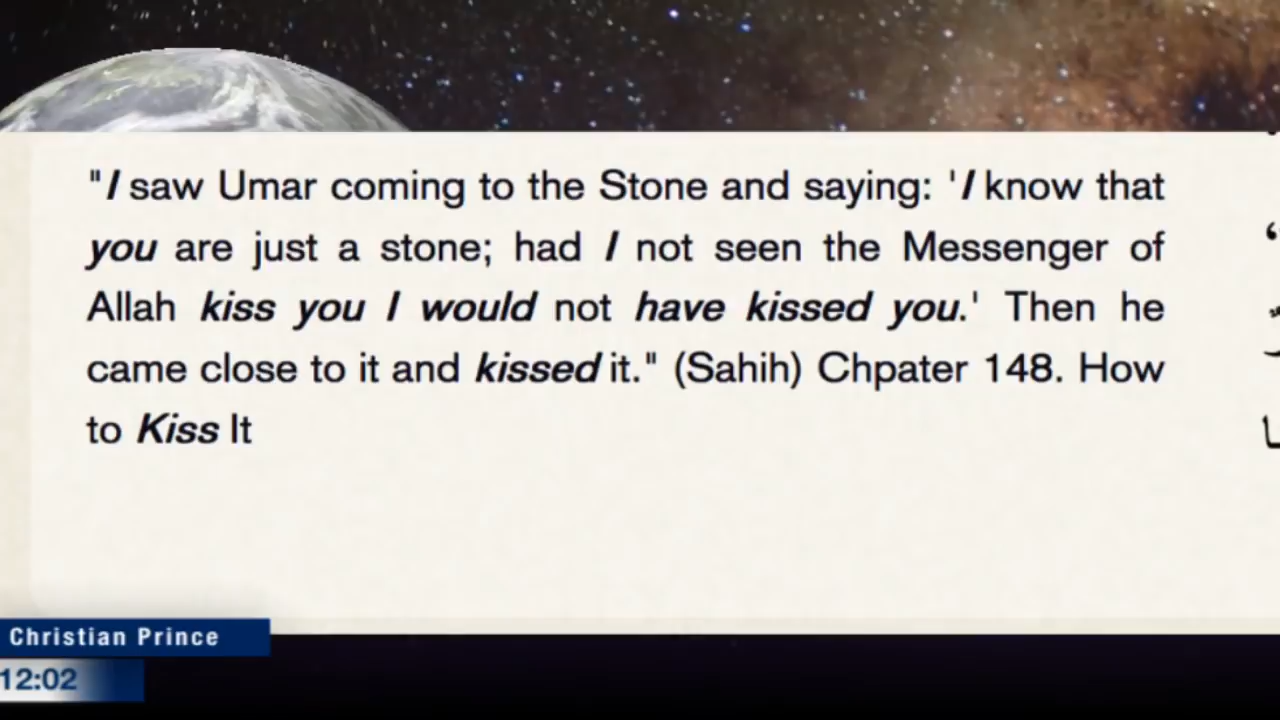 "I saw Umar coming to the Stone and saying: 'I know that
you are just a stone; had I not seen the Messenger of
Allah kiss you I would not have kissed you.' Then he
came close to it and kissed it." (Sahih) Chpater 148. How
to Kiss It
Christian Prince
12:02